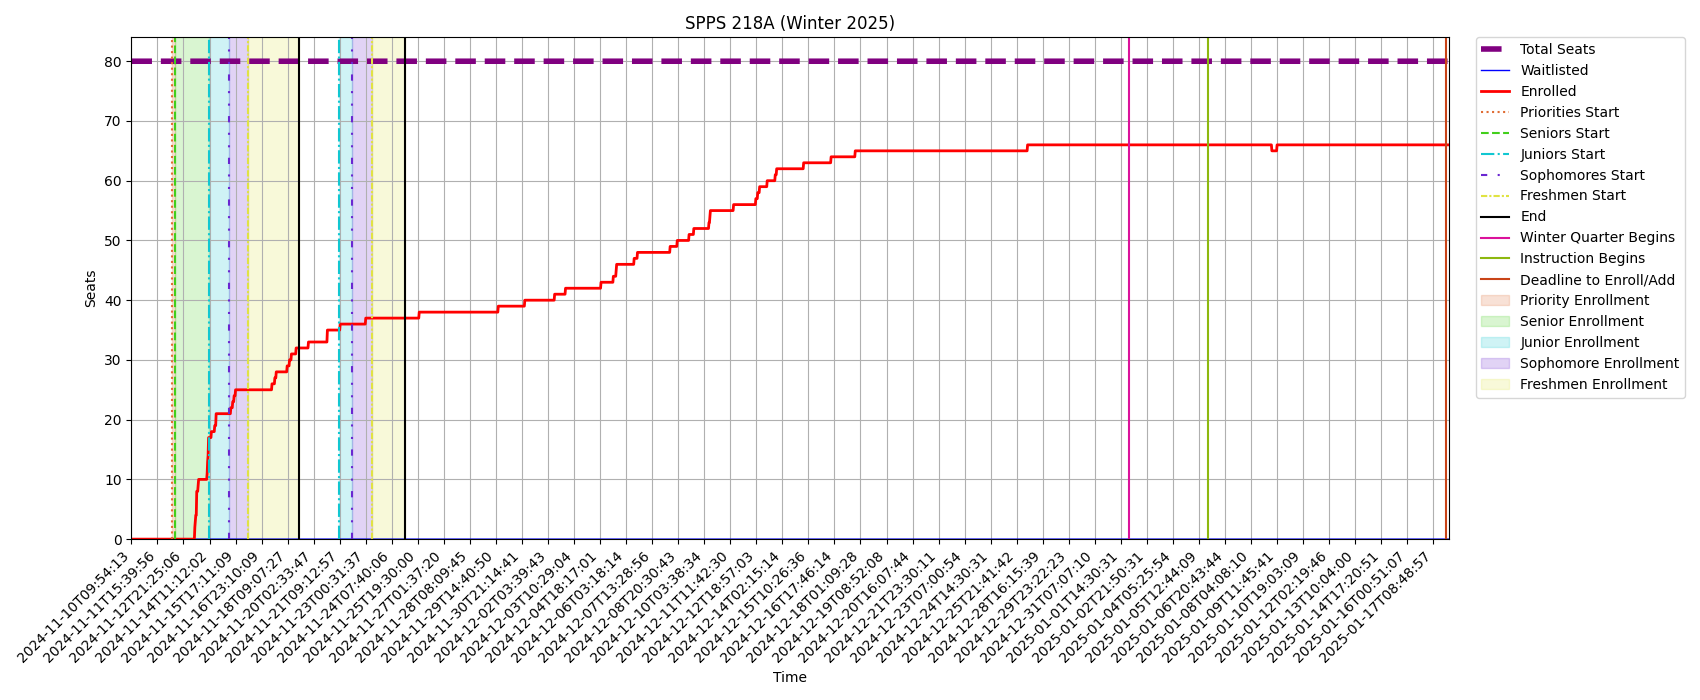 SPPS 218A (Winter 2025)
Seats
80
70
60
50
40
30
20
10
0
2024-11-10T09:54:13
2024-11-11T15:39:56
2024-11-12T21:25:06
2024-11-14T11:12:02
2024-11-15T17:11:09
2024-11-16T23:10:09
2024-11-18T09:07:27
2024-11-20T02:33:47
2024-11-21T09:12:57
2024-11-23T00:31:37
2024-11-24T07:40:06
2024-11-25T19:30:00
2024-11-27T01:37:20
2024-11-28T08:09:45
2024-11-29T14:40:50
2024-11-30T21:14:41
2024-12-02T03:39:43
2024-12-03T10:29:04
2024-12-04T18:17:01
2024-12-06T03:18:14
2024-12-07T13:28:56
2024-12-08T20:30:43
2024-12-10T03:38:34
2024-12-11T11:42:30
2024-12-12T18:57:03
2024-12-14T02:15:14
2024-12-15T10:26:36
2024-12-16T17:46:14
2024-12-18T01:09:28
2024-12-19T08:52:08
2024-12-20T16:07:44
2024-12-21T23:30:11
2024-12-23T07:00:54
2024-12-24T14:30:31
2024-12-25T21:41:42
2024-12-28T16:15:39
2024-12-29T23:22:23
2024-12-31T07:07:10
2025-01-01T14:30:31
2025-01-02T21:50:31
2025-01-04T05:25:54
2025-01-05T12:44:09
2025-01-06T20:43:44
2025-01-08T04:08:10
2025-01-09T11:45:41
2025-01-10T19:03:09
2025-01-12T02:19:46
2025-01-13T10:04:00
2025-01-14T17:20:51
2025-01-16T00:51:07
2025-01-17T08:48:57
Time
Total Seats
Waitlisted
Enrolled
Priorities Start
Seniors Start
Juniors Start
Sophomores Start
Freshmen Start
End
Winter Quarter Begins
Instruction Begins
Deadline to Enroll/Add
Priority Enrollment
Senior Enrollment
Junior Enrollment
Sophomore Enrollment
Freshmen Enrollment